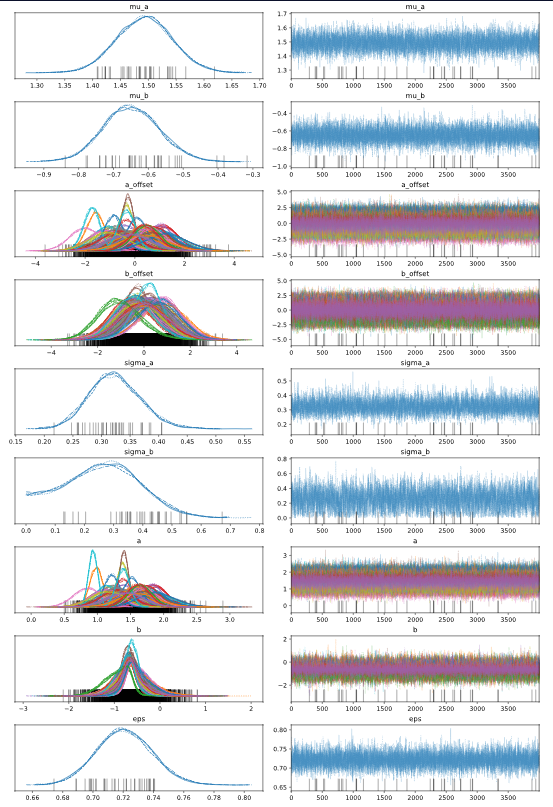 mu_a mu_a
1.7
1.6
1.5
1.4
1.3
1.30 1.35 1.40 1.45 1.50 1.55 1.60 1.65 1.70 0 500 1000 1500 2000 2500 3000 3500
mu_b mu_b
−0.4
−0.6
−0.8
−1.0
−0.9 −0.8 −0.7 −0.6 −0.5 −0.4 −0.3 0 500 1000 1500 2000 2500 3000 3500
a_offset a_offset
5.0
2.5
0.0
−2.5
−5.0
−4 −2 0 2 4 0 500 1000 1500 2000 2500 3000 3500
b_offset b_offset
5.0
2.5
0.0
−2.5
−5.0
−4 −2 0 2 4 0 500 1000 1500 2000 2500 3000 3500
sigma_a sigma_a
0.5
0.4
0.3
0.2
0.15 0.20 0.25 0.30 0.35 0.40 0.45 0.50 0.55 0 500 1000 1500 2000 2500 3000 3500
sigma_b sigma_b
0.8
0.6
0.4
0.2
0.0
0.0 0.1 0.2 0.3 0.4 0.5 0.6 0.7 0.8 0 500 1000 1500 2000 2500 3000 3500
a a
3
2
1
0
0.0 0.5 1.0 1.5 2.0 2.5 3.0 0 500 1000 1500 2000 2500 3000 3500
b b
2
0
−2
−3 −2 −1 0 1 2 0 500 1000 1500 2000 2500 3000 3500
eps eps
0.80
0.75
0.70
0.65
0.66 0.68 0.70 0.72 0.74 0.76 0.78 0.80 0 500 1000 1500 2000 2500 3000 3500